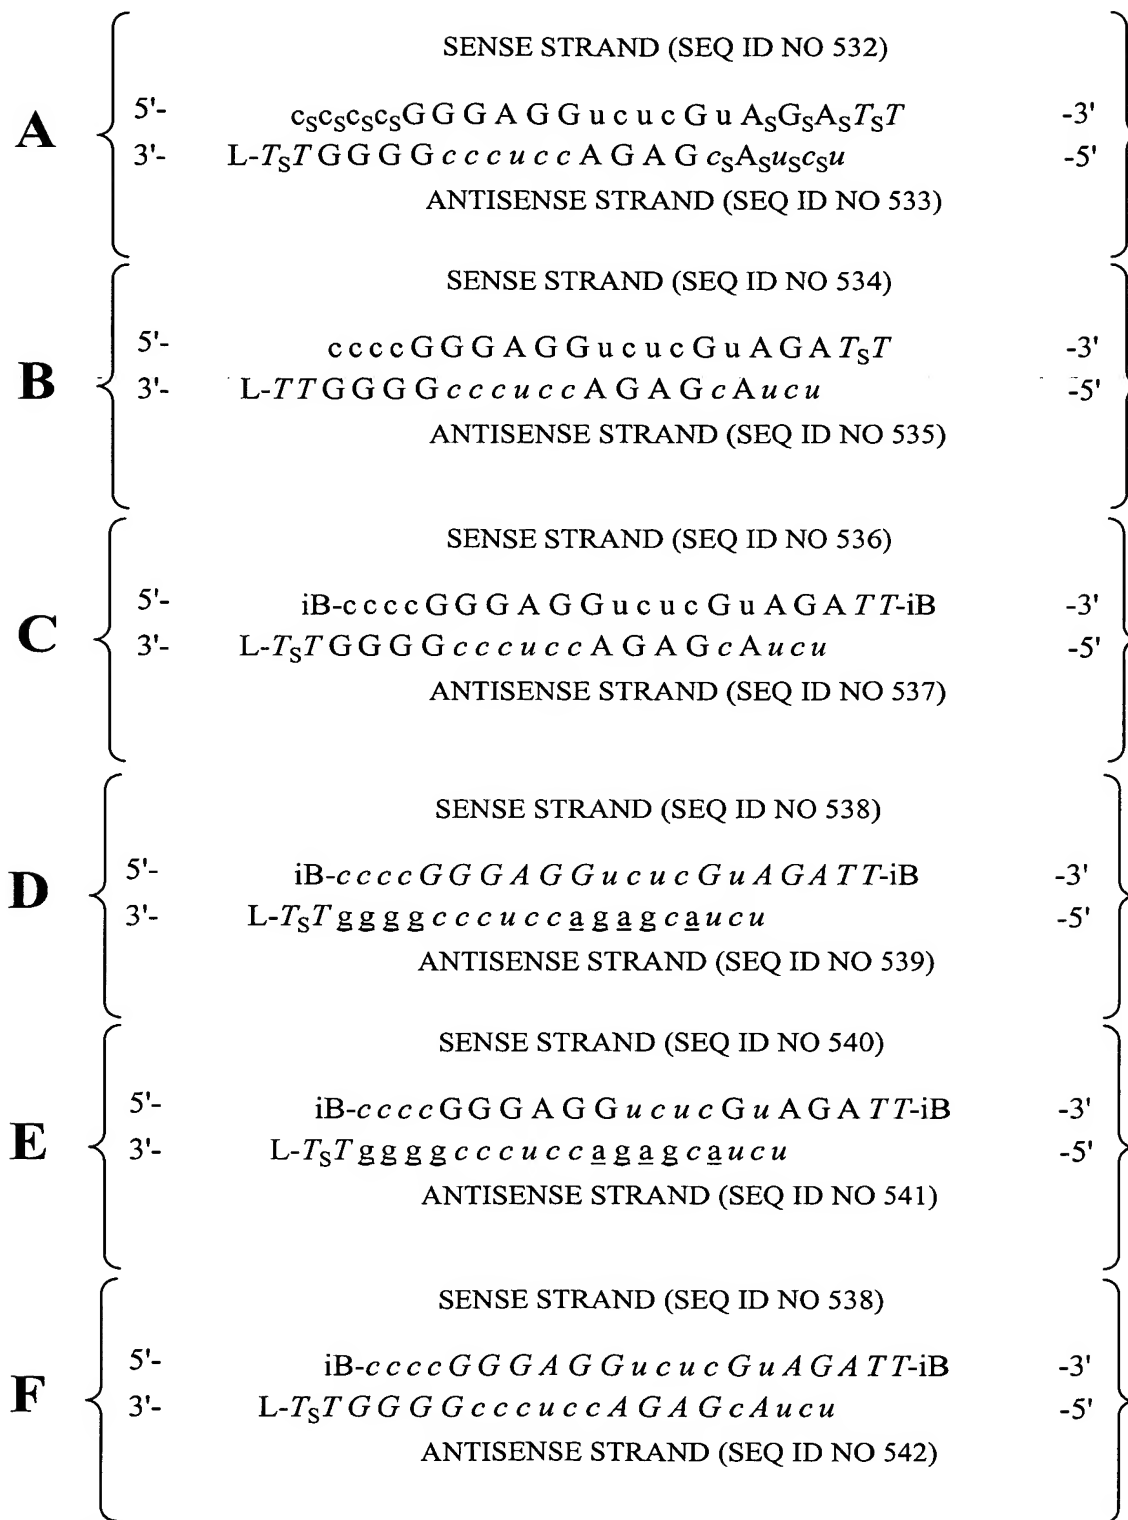 SENSE STRAND (SEQ ID NO 532)
A
5'- cScScScSGGGAGGucucGuASGSASTST -3'
3'- L-TSTGGGGcccuccAGAGcSASuScSu -5'
ANTISENSE STRAND (SEQ ID NO 533)
SENSE STRAND (SEQ ID NO 534)
B
5'- ccccGGGAGGucucGuAGATST -3'
3'- L-TTGGGGcccuccAGAGcAucu -5'
ANTISENSE STRAND (SEQ ID NO 535)
SENSE STRAND (SEQ ID NO 536)
C
5'- iB-ccccGGGAGGucucGuAGATT-iB -3'
3'- L-TSTGGGGcccuccAGAGcAucu -5'
ANTISENSE STRAND (SEQ ID NO 537)
SENSE STRAND (SEQ ID NO 538)
D
5'- iB-ccccGGGAGGucucGuAGATT-iB -3'
3'- L-TSTggggcccuccagagcaucu -5'
ANTISENSE STRAND (SEQ ID NO 539)
SENSE STRAND (SEQ ID NO 540)
E
5'- iB-ccccGGGAGGucucGuAGATT-iB -3'
3'- L-TSTggggcccuccagagcaucu -5'
ANTISENSE STRAND (SEQ ID NO 541)
SENSE STRAND (SEQ ID NO 538)
F
5'- iB-ccccGGGAGGucucGuAGATT-iB -3'
3'- L-TSTGGGGcccuccAGAGcAucu -5'
ANTISENSE STRAND (SEQ ID NO 542)